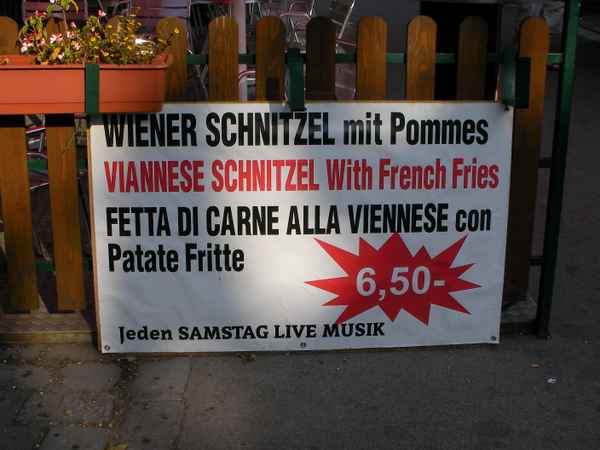 WIENER SCHNITZEL mit Pommes
VIANNESE SCHNITZEL With French Fries
FETTA DI CARNE ALLA VIENNESE con
Patate Fritte
6,50-
Jeden SAMSTAG LIVE MUSIK